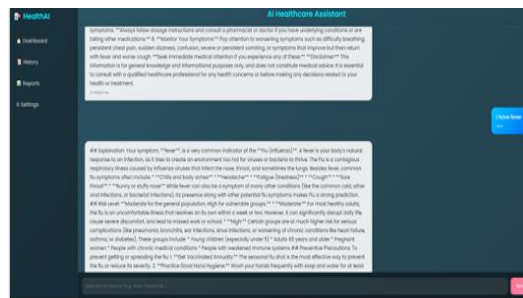 HealthAI
AI Healthcare Assistant
Dashboard
History
Reports
Settings
symptoms. **Always follow dosage instructions and consult a pharmacist or doctor if you have underlying conditions or are
taking other medications.** 8. **Monitor Your Symptoms:** Pay attention to worsening symptoms such as difficulty breathing,
persistent chest pain, sudden dizziness, confusion, severe or persistent vomiting, or symptoms that improve but then return
with fever and worse cough. **Seek immediate medical attention if you experience any of these.** **Disclaimer:** This
information is for general knowledge and informational purposes only, and does not constitute medical advice. It is essential
to consult with a qualified healthcare professional for any health concerns or before making any decisions related to your
health or treatment.
I have fever
## Explanation: Your symptom, **fever**, is a very common indicator of the **Flu (Influenza)**. A fever is your body's natural
response to an infection, as it tries to create an environment too hot for viruses or bacteria to thrive. The Flu is a contagious
respiratory illness caused by influenza viruses that infect the nose, throat, and sometimes the lungs. Besides fever, common
flu symptoms often include: * **Chills and body aches** * **Headache** * **Fatigue (tiredness)** * **Cough** * **Sore
throat** * **Runny or stuffy nose** While fever can also be a symptom of many other conditions (like the common cold, other
viral infections, or bacterial infections), its presence along with other potential flu symptoms makes Flu a strong possibility.
## Risk Level: **Moderate for the general population, High for vulnerable groups.** * **Moderate:** For most healthy adults,
the flu is an uncomfortable illness that resolves on its own within a week or two. However, it can significantly disrupt daily life,
cause severe discomfort, and lead to missed work or school. * **High:** Certain groups are at much higher risk for serious
complications (like pneumonia, bronchitis, ear infections, sinus infections, or worsening of chronic conditions like heart failure,
asthma, or diabetes). These groups include: * Young children (especially under 5) * Adults 65 years and older * Pregnant
women * People with chronic medical conditions * People with weakened immune systems ## Preventive Precautions: To
prevent getting or spreading the flu: 1. **Get Vaccinated Annually:** The seasonal flu shot is the most effective way to prevent
the flu or reduce its severity. 2. **Practice Good Hand Hygiene:** Wash your hands frequently with soap and water for at least